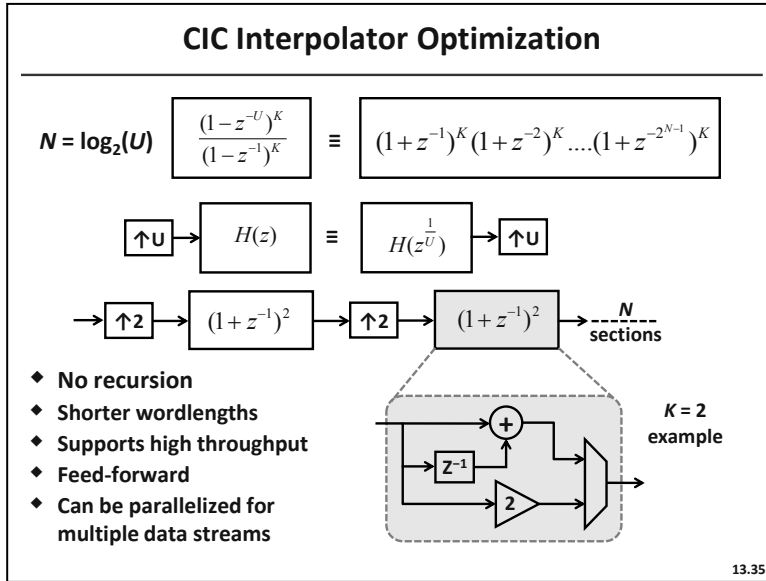 CIC Interpolator Optimization
N = log₂(U) (1 − z^{-U})^K / (1 − z^{-1})^K ≡ (1 + z^{-1})^K (1 + z^{-2})^K .... (1 + z^{-2^{N-1}})^K
↑U H(z) ≡ H(z^{1/U}) ↑U
↑2 (1 + z^{-1})^2 ↑2 (1 + z^{-1})^2 N
sections
◆ No recursion
◆ Shorter wordlengths
◆ Supports high throughput
◆ Feed-forward
◆ Can be parallelized for
multiple data streams
K = 2
example
+
Z^{-1}
2
13.35